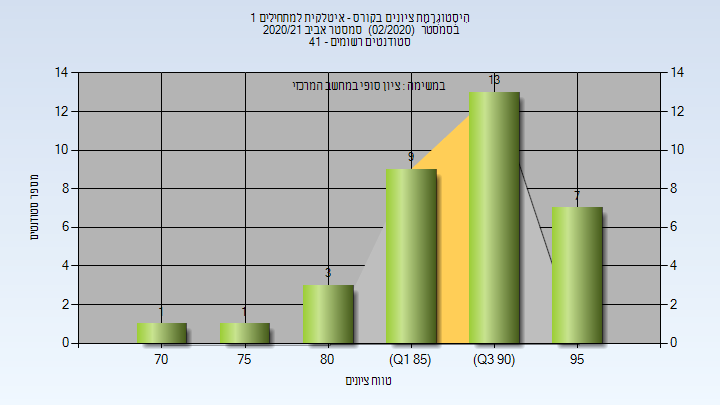 היסטוגרמת ציונים בקורס - איטלקית למתחילים 1
בסמסטר (02/2020) סמסטר אביב 2020/21
סטודנטים רשומים - 41
במשימה : ציון סופי במחשב המרכזי
מספר סטודנטים
14 14
12 12
10 10
8 8
6 6
4 4
2 2
0 0
1 1 3 9 13 7
70 75 80 (Q1 85) (Q3 90) 95
טווח ציונים